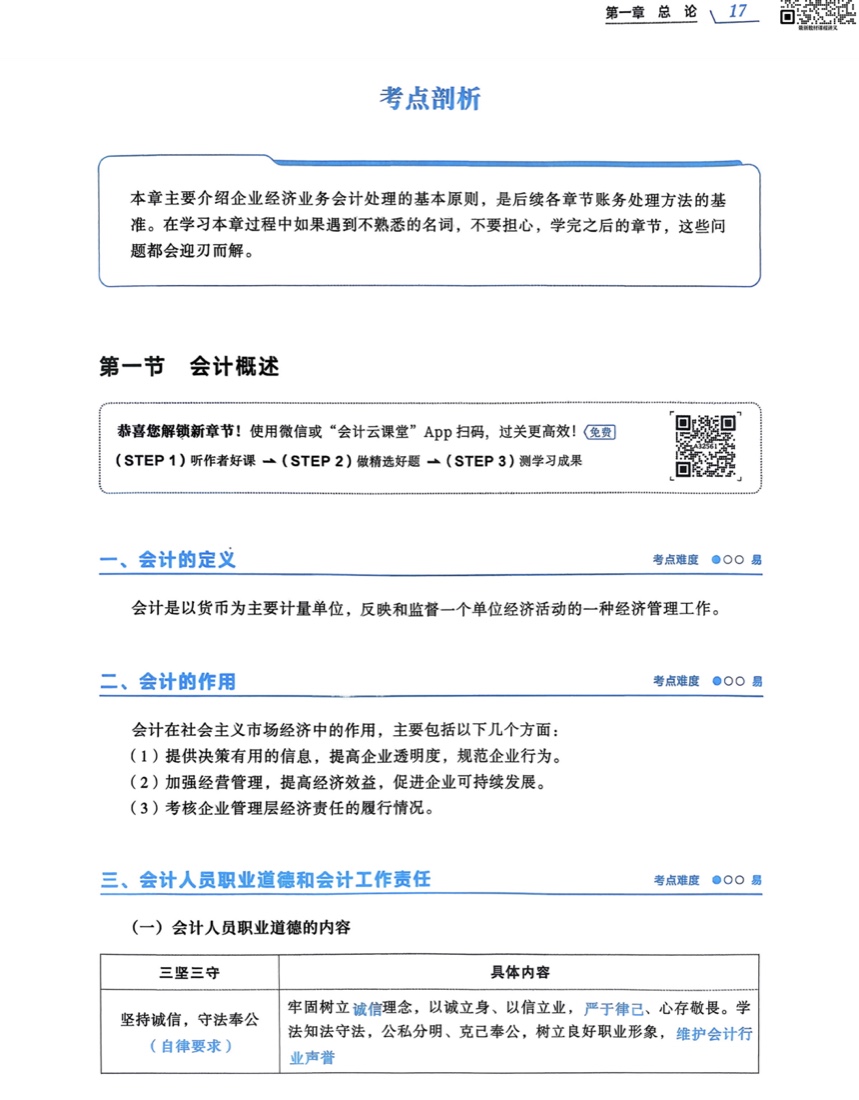 第一章 总 论 17
考点剖析
本章主要介绍企业经济业务会计处理的基本原则，是后续各章节账务处理方法的基
准。在学习本章过程中如果遇到不熟悉的名词，不要担心，学完之后的章节，这些问
题都会迎刃而解。
第一节 会计概述
恭喜您解锁新章节！使用微信或“会计云课堂”App 扫码，过关更高效！免费
（STEP 1）听作者好课 ⇀（STEP 2）做精选好题 ⇀（STEP 3）测学习成果
一、会计的定义 考点难度 ●○○ 易
会计是以货币为主要计量单位，反映和监督一个单位经济活动的一种经济管理工作。
二、会计的作用 考点难度 ●○○ 易
会计在社会主义市场经济中的作用，主要包括以下几个方面：
（1）提供决策有用的信息，提高企业透明度，规范企业行为。
（2）加强经营管理，提高经济效益，促进企业可持续发展。
（3）考核企业管理层经济责任的履行情况。
三、会计人员职业道德和会计工作责任 考点难度 ●○○ 易
（一）会计人员职业道德的内容
三坚三守 具体内容
坚持诚信，守法奉公
（自律要求）
牢固树立诚信理念，以诚立身、以信立业，严于律己、心存敬畏。学
法知法守法，公私分明、克己奉公，树立良好职业形象，维护会计行
业声誉